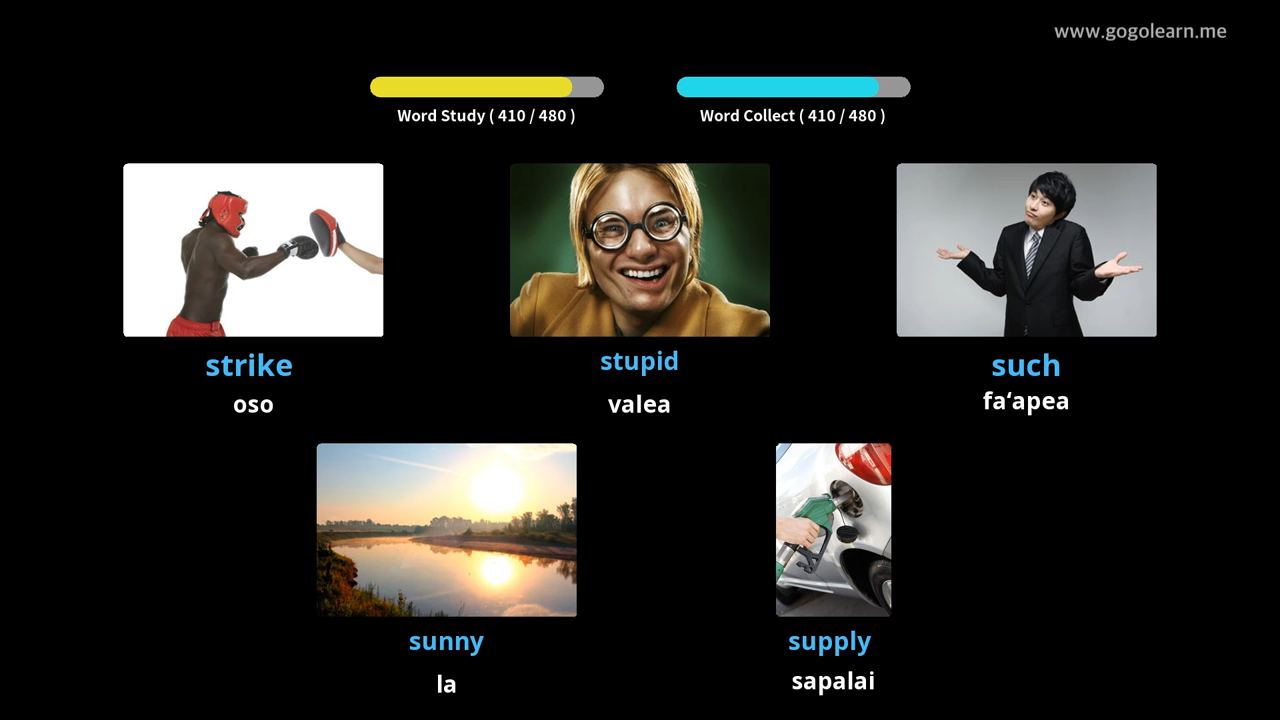 www.gogolearn.me
Word Study ( 410 / 480 )
Word Collect ( 410 / 480 )
strike
oso
stupid
valea
such
fa‘apea
sunny
la
supply
sapalai